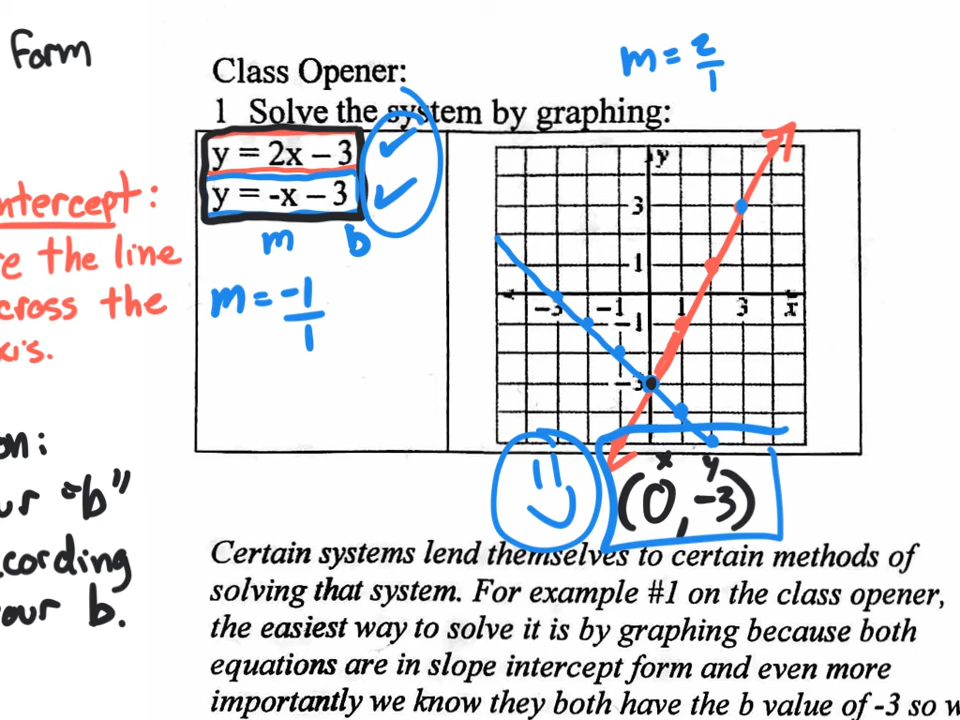 Form
m = 2/1
Class Opener:
1 Solve the system by graphing:
y = 2x – 3
y = -x – 3
m b
m = -1/1
ntercept:
re the line
cross the
xis.
y
3
1
-3 -1 3 x
-1
-3
x y
(0, -3)
on:
ur "b"
ccording
our b.
Certain systems lend themselves to certain methods of
solving that system. For example #1 on the class opener,
the easiest way to solve it is by graphing because both
equations are in slope intercept form and even more
importantly we know they both have the b value of -3 so w